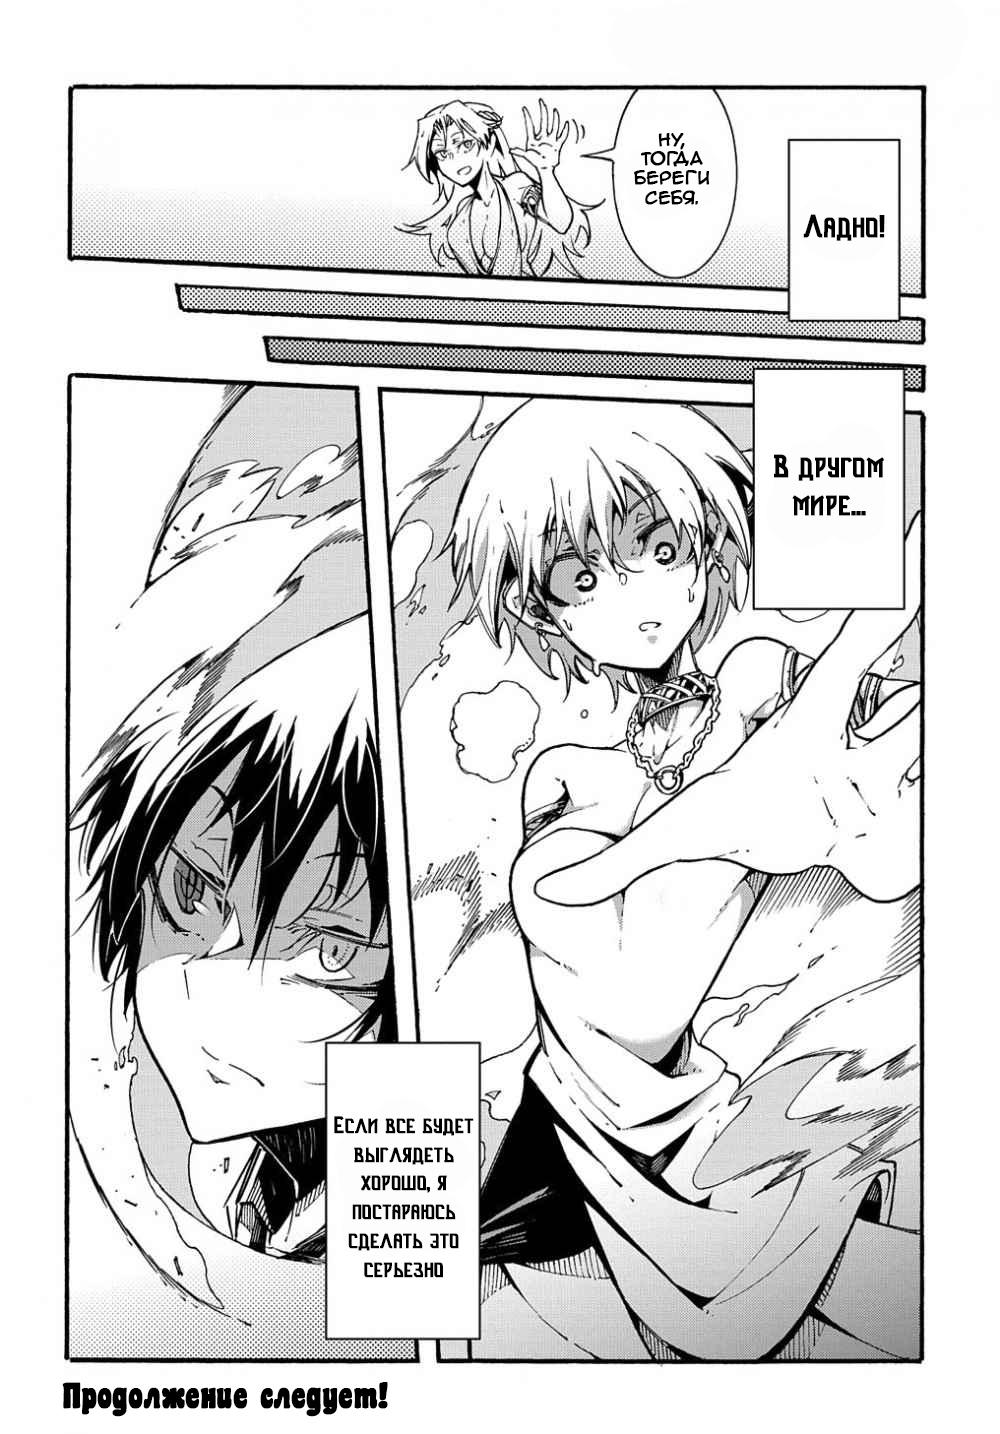 Ладно!
Ну,
тогда
береги
себя.
В другом
мире...
Если все будет
выглядеть
хорошо, я
постараюсь
сделать это
серьезно
Продолжение следует!